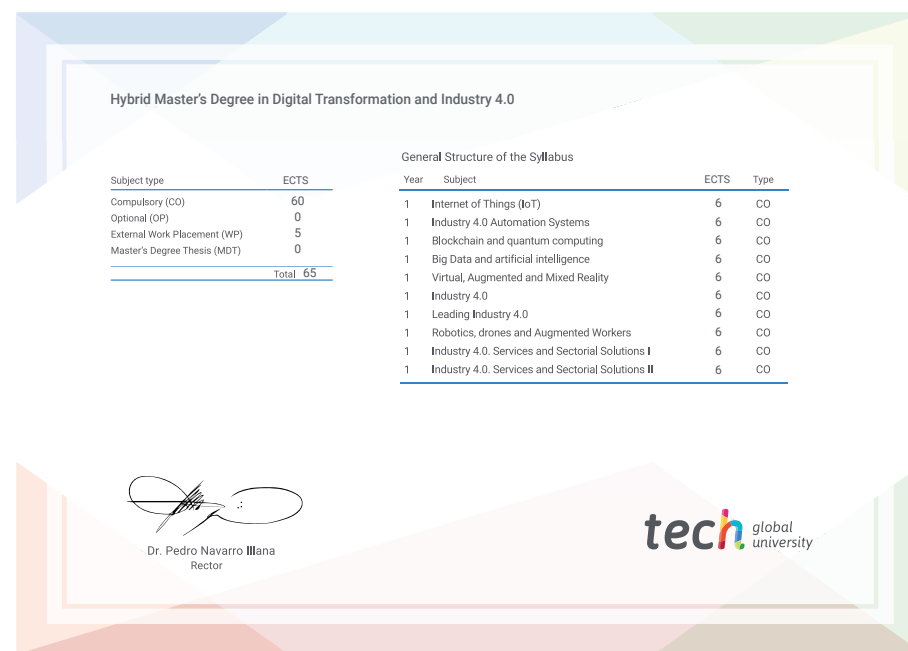 Hybrid Master's Degree in Digital Transformation and Industry 4.0
Subject type ECTS
Compulsory (CO) 60
Optional (OP) 0
External Work Placement (WP) 5
Master's Degree Thesis (MDT) 0
Total 65
General Structure of the Syllabus
Year Subject ECTS Type
1 Internet of Things (IoT) 6 CO
1 Industry 4.0 Automation Systems 6 CO
1 Blockchain and quantum computing 6 CO
1 Big Data and artificial intelligence 6 CO
1 Virtual, Augmented and Mixed Reality 6 CO
1 Industry 4.0 6 CO
1 Leading Industry 4.0 6 CO
1 Robotics, drones and Augmented Workers 6 CO
1 Industry 4.0. Services and Sectorial Solutions I 6 CO
1 Industry 4.0. Services and Sectorial Solutions II 6 CO
Dr. Pedro Navarro Illana
Rector
tech global
university